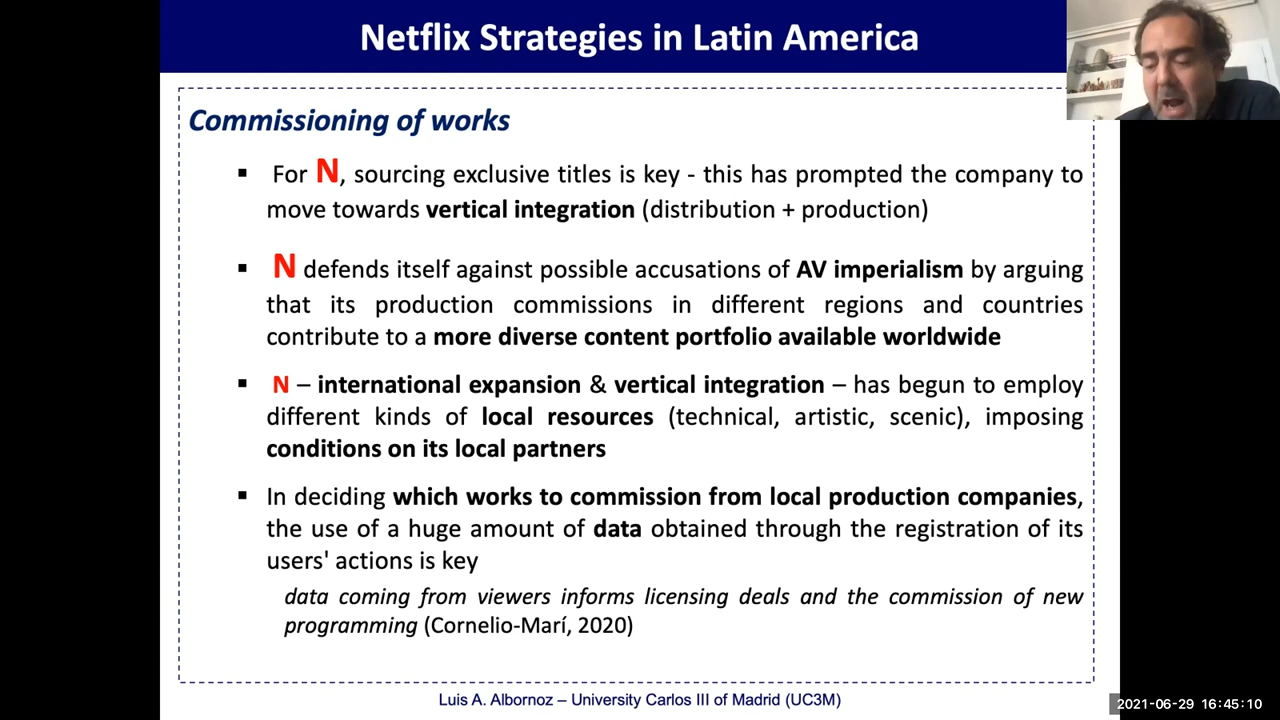 Netflix Strategies in Latin America
Commissioning of works
▪ For N, sourcing exclusive titles is key - this has prompted the company to
move towards vertical integration (distribution + production)
▪ N defends itself against possible accusations of AV imperialism by arguing
that its production commissions in different regions and countries
contribute to a more diverse content portfolio available worldwide
▪ N – international expansion & vertical integration – has begun to employ
different kinds of local resources (technical, artistic, scenic), imposing
conditions on its local partners
▪ In deciding which works to commission from local production companies,
the use of a huge amount of data obtained through the registration of its
users' actions is key
data coming from viewers informs licensing deals and the commission of new
programming (Cornelio-Marí, 2020)
Luis A. Albornoz – University Carlos III of Madrid (UC3M)
2021-06-29 16:45:10